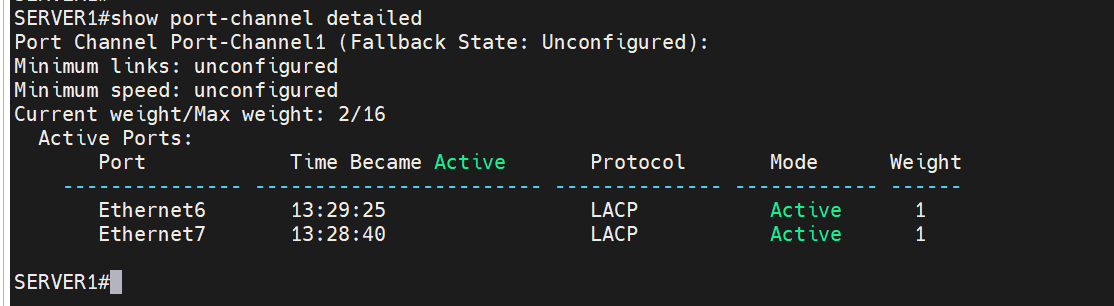 SERVER1#show port-channel detailed
Port Channel Port-Channel1 (Fallback State: Unconfigured):
Minimum links: unconfigured
Minimum speed: unconfigured
Current weight/Max weight: 2/16
  Active Ports:
       Port            Time Became Active       Protocol       Mode      Weight
    --------------- ------------------------ -------------- ------------ ------
       Ethernet6       13:29:25                 LACP           Active      1
       Ethernet7       13:28:40                 LACP           Active      1
SERVER1#